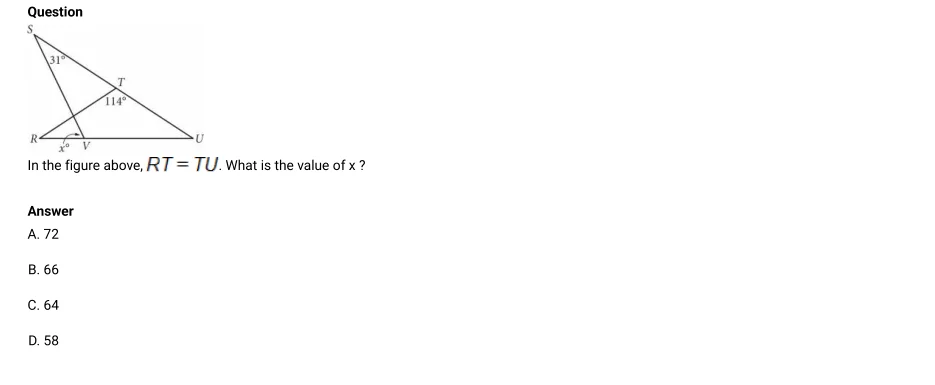 Question
S
31°
T
114°
R
U
x°
V
In the figure above, RT = TU. What is the value of x ?
Answer
A. 72
B. 66
C. 64
D. 58